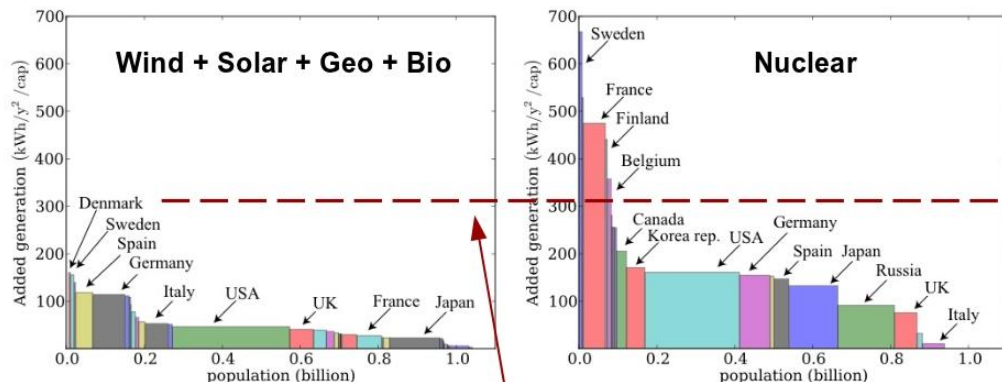 Wind + Solar + Geo + Bio
Added generation (kWh/y² /cap)
700
600
500
400
300
200
100
Denmark
Sweden
Spain
Germany
Italy
USA
UK
France
Japan
0.0
0.2
0.4
0.6
0.8
1.0
population (billion)
Nuclear
Added generation (kWh/y² /cap)
700
600
500
400
300
200
100
Sweden
France
Finland
Belgium
Canada
Korea rep.
USA
Germany
Spain
Japan
Russia
UK
Italy
0.0
0.2
0.4
0.6
0.8
1.0
population (billion)